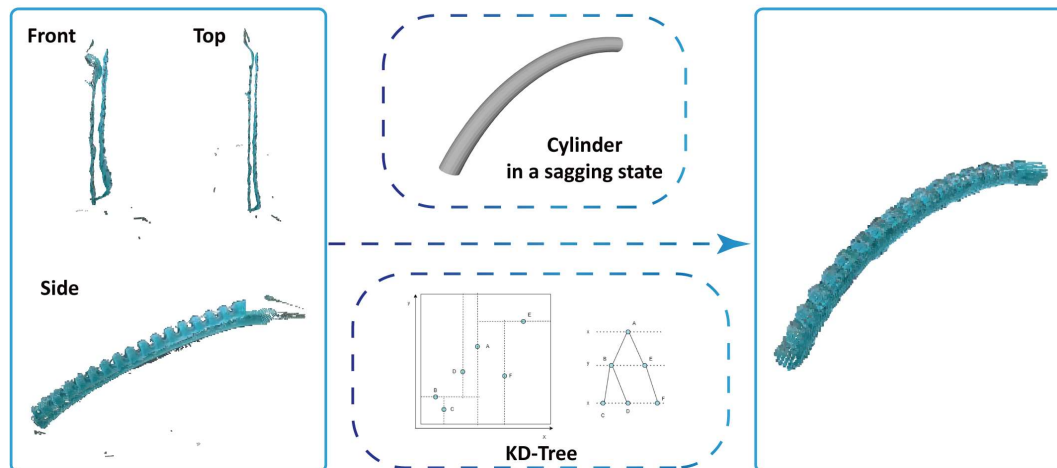 Front
Top
Side
Cylinder
in a sagging state
Y
E
A
D
F
B
C
X
x
A
y
B
E
x
C
D
F
KD-Tree